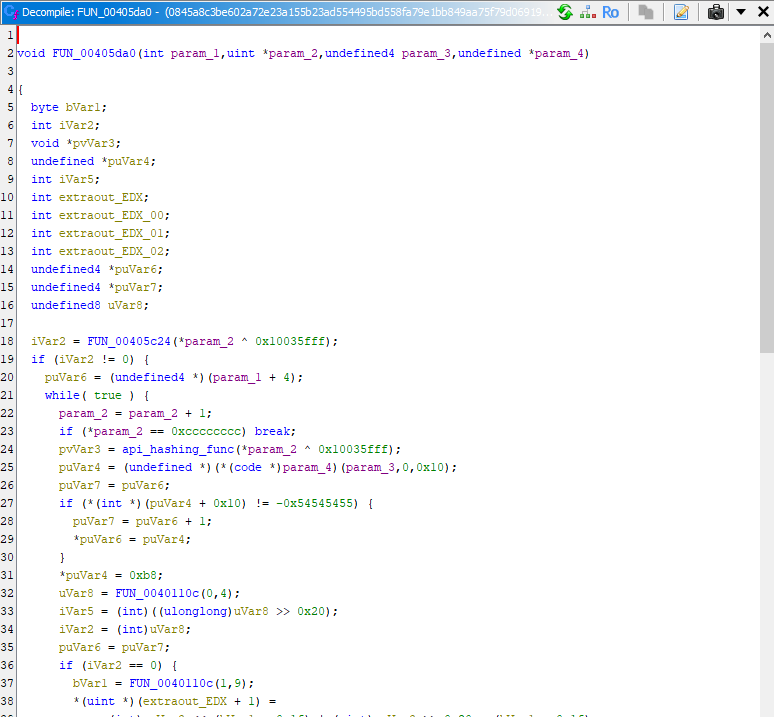 Decompile: FUN_00405da0 - (0845a8c3be602a72e23a155b23ad554495bd558fa79e1bb849aa75f79d06919...
Ro
1
2 void FUN_00405da0(int param_1,uint *param_2,undefined4 param_3,undefined *param_4)
3
4 {
5 byte bVar1;
6 int iVar2;
7 void *pvVar3;
8 undefined *puVar4;
9 int iVar5;
10 int extraout_EDX;
11 int extraout_EDX_00;
12 int extraout_EDX_01;
13 int extraout_EDX_02;
14 undefined4 *puVar6;
15 undefined4 *puVar7;
16 undefined8 uVar8;
17
18 iVar2 = FUN_00405c24(*param_2 ^ 0x10035fff);
19 if (iVar2 != 0) {
20 puVar6 = (undefined4 *)(param_1 + 4);
21 while( true ) {
22 param_2 = param_2 + 1;
23 if (*param_2 == 0xcccccccc) break;
24 pvVar3 = api_hashing_func(*param_2 ^ 0x10035fff);
25 puVar4 = (undefined *)(*(code *)param_4)(param_3,0,0x10);
26 puVar7 = puVar6;
27 if (*(int *)(puVar4 + 0x10) != -0x54545455) {
28 puVar7 = puVar6 + 1;
29 *puVar6 = puVar4;
30 }
31 *puVar4 = 0xb8;
32 uVar8 = FUN_0040110c(0,4);
33 iVar5 = (int)((ulonglong)uVar8 >> 0x20);
34 iVar2 = (int)uVar8;
35 puVar6 = puVar7;
36 if (iVar2 == 0) {
37 bVar1 = FUN_0040110c(1,9);
38 *(uint *)(extraout_EDX + 1) =